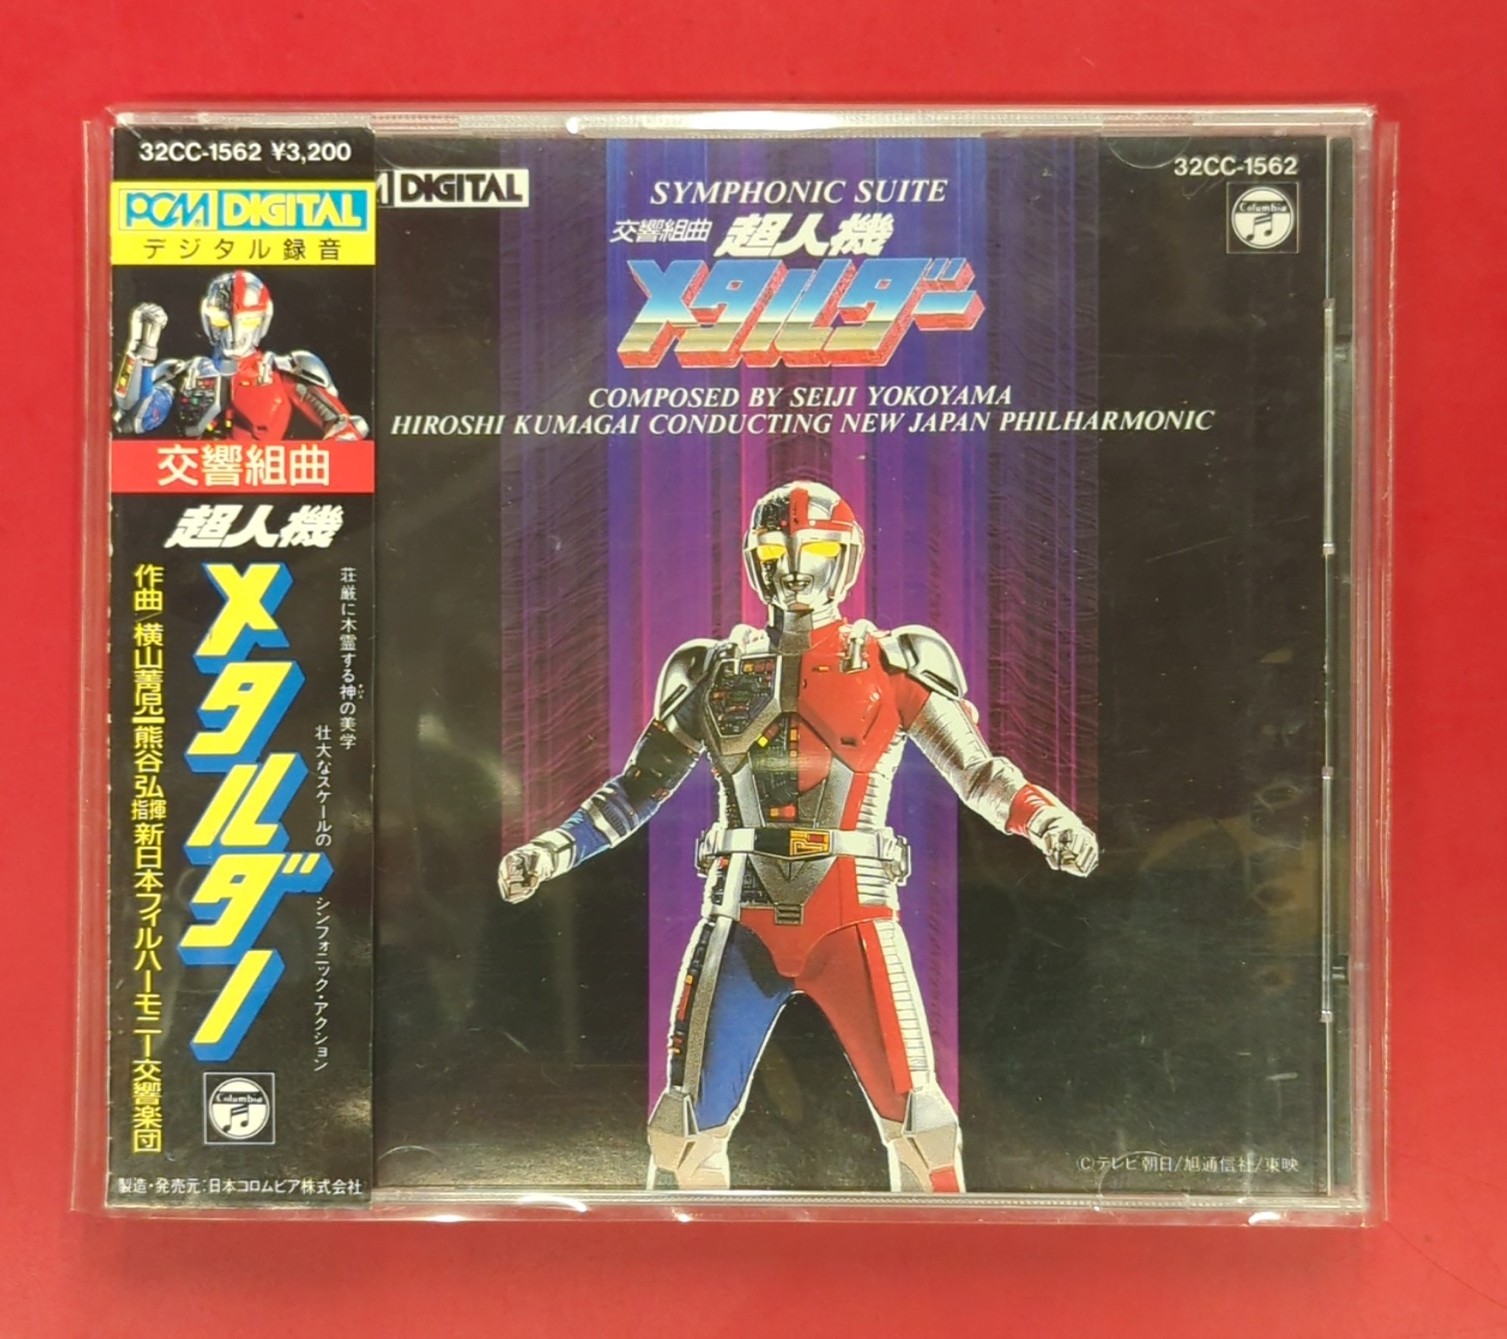 32CC-1562 ¥3,200
PCM DIGITAL
デジタル録音
交響組曲
超人機
メタルダー
荘厳に木霊する神の美学
壮大なスケールの
シンフォニック・アクション
作曲/横山菁児
熊谷弘指揮
新日本フィルハーモニー交響楽団
Columbia
製造・発売元:日本コロムビア株式会社
DIGITAL
32CC-1562
Columbia
SYMPHONIC SUITE
交響組曲 超人機
メタルダー
COMPOSED BY SEIJI YOKOYAMA
HIROSHI KUMAGAI CONDUCTING NEW JAPAN PHILHARMONIC
©テレビ朝日/旭通信社/東映